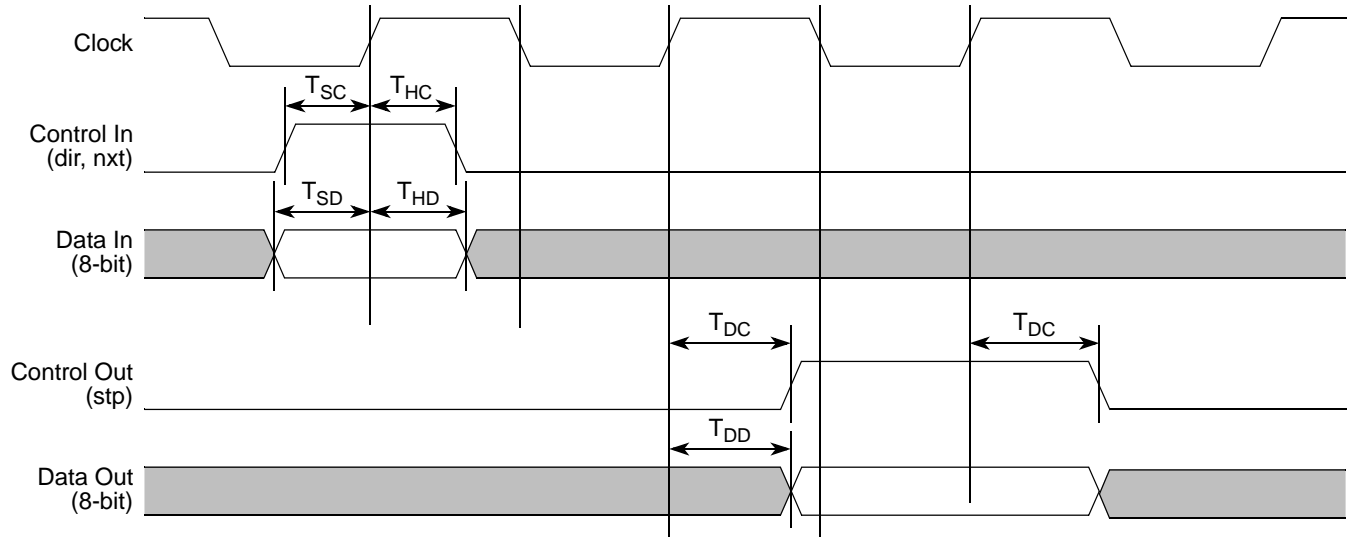 Clock
T_SC
T_HC
Control In
(dir, nxt)
T_SD
T_HD
Data In
(8-bit)
T_DC
T_DC
Control Out
(stp)
T_DD
Data Out
(8-bit)